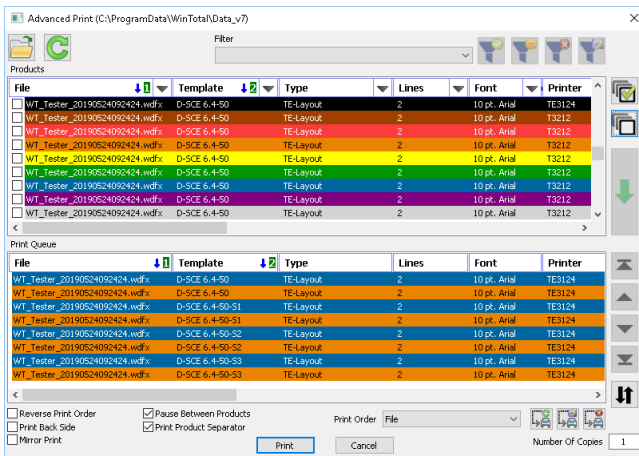 Advanced Print (C:\ProgramData\WinTotal\Data_v7)
Filter
Products
File 1 Template 2 Type Lines Font Printer
WT_Tester_20190524092424.wdfx D-SCE 6.4-50 TE-Layout 2 10 pt. Arial TE3124
WT_Tester_20190524092424.wdfx D-SCE 6.4-50 TE-Layout 2 10 pt. Arial T3212
WT_Tester_20190524092424.wdfx D-SCE 6.4-50 TE-Layout 2 10 pt. Arial T3212
WT_Tester_20190524092424.wdfx D-SCE 6.4-50 TE-Layout 2 10 pt. Arial T3212
WT_Tester_20190524092424.wdfx D-SCE 6.4-50 TE-Layout 2 10 pt. Arial T3212
WT_Tester_20190524092424.wdfx D-SCE 6.4-50 TE-Layout 2 10 pt. Arial T3212
WT_Tester_20190524092424.wdfx D-SCE 6.4-50 TE-Layout 2 10 pt. Arial T3212
WT_Tester_20190524092424.wdfx D-SCE 6.4-50 TE-Layout 2 10 pt. Arial T3212
WT_Tester_20190524092424.wdfx D-SCE 6.4-50 TE-Layout 2 10 pt. Arial T3212
Print Queue
File 1 Template 2 Type Lines Font Printer
WT_Tester_20190524092424.wdfx D-SCE 6.4-50 TE-Layout 2 10 pt. Arial TE3124
WT_Tester_20190524092424.wdfx D-SCE 6.4-50 TE-Layout 2 10 pt. Arial TE3124
WT_Tester_20190524092424.wdfx D-SCE 6.4-50-S1 TE-Layout 2 10 pt. Arial TE3124
WT_Tester_20190524092424.wdfx D-SCE 6.4-50-S1 TE-Layout 2 10 pt. Arial TE3124
WT_Tester_20190524092424.wdfx D-SCE 6.4-50-S2 TE-Layout 2 10 pt. Arial TE3124
WT_Tester_20190524092424.wdfx D-SCE 6.4-50-S2 TE-Layout 2 10 pt. Arial TE3124
WT_Tester_20190524092424.wdfx D-SCE 6.4-50-S3 TE-Layout 2 10 pt. Arial TE3124
WT_Tester_20190524092424.wdfx D-SCE 6.4-50-S3 TE-Layout 2 10 pt. Arial TE3124
Reverse Print Order Pause Between Products
Print Order File
Print Back Side Print Product Separator
Mirror Print Print Cancel Number Of Copies 1